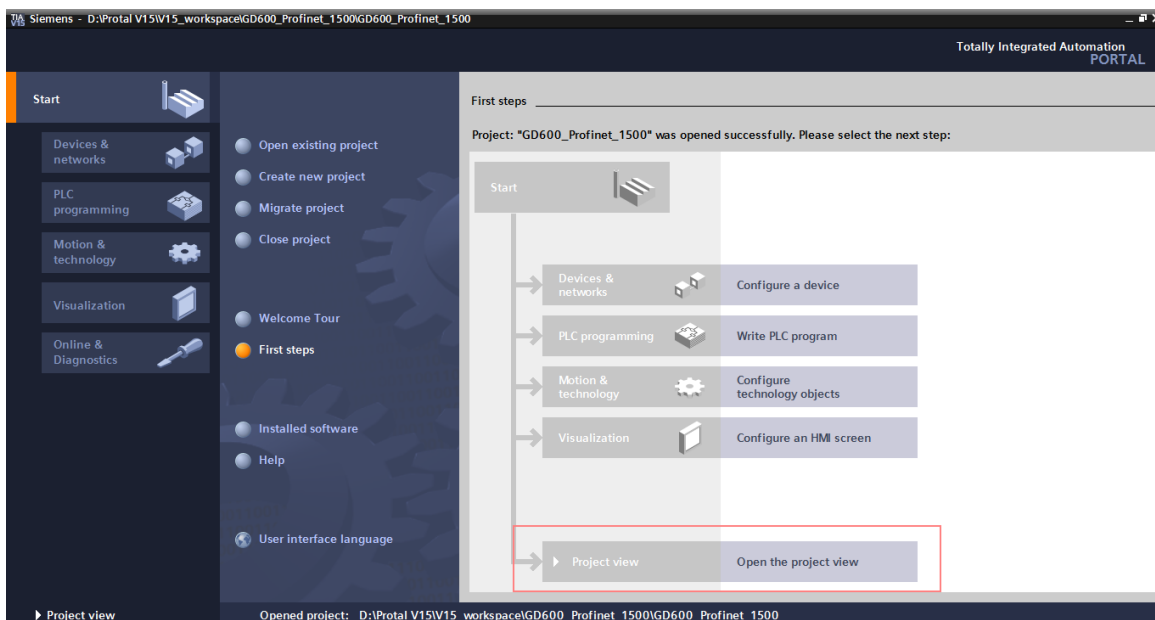 Siemens - D:\Protal V15\V15_workspace\GD600_Profinet_1500\GD600_Profinet_1500
Totally Integrated Automation
PORTAL
Start
Devices &
networks
PLC
programming
Motion &
technology
Visualization
Online &
Diagnostics
Open existing project
Create new project
Migrate project
Close project
Welcome Tour
First steps
Installed software
Help
User interface language
First steps
Project: "GD600_Profinet_1500" was opened successfully. Please select the next step:
Start
Devices &
networks
Configure a device
PLC programming
Write PLC program
Motion &
technology
Configure
technology objects
Visualization
Configure an HMI screen
Project view
Open the project view
Project view
Opened project: D:\Protal V15\V15_workspace\GD600_Profinet_1500\GD600_Profinet_1500